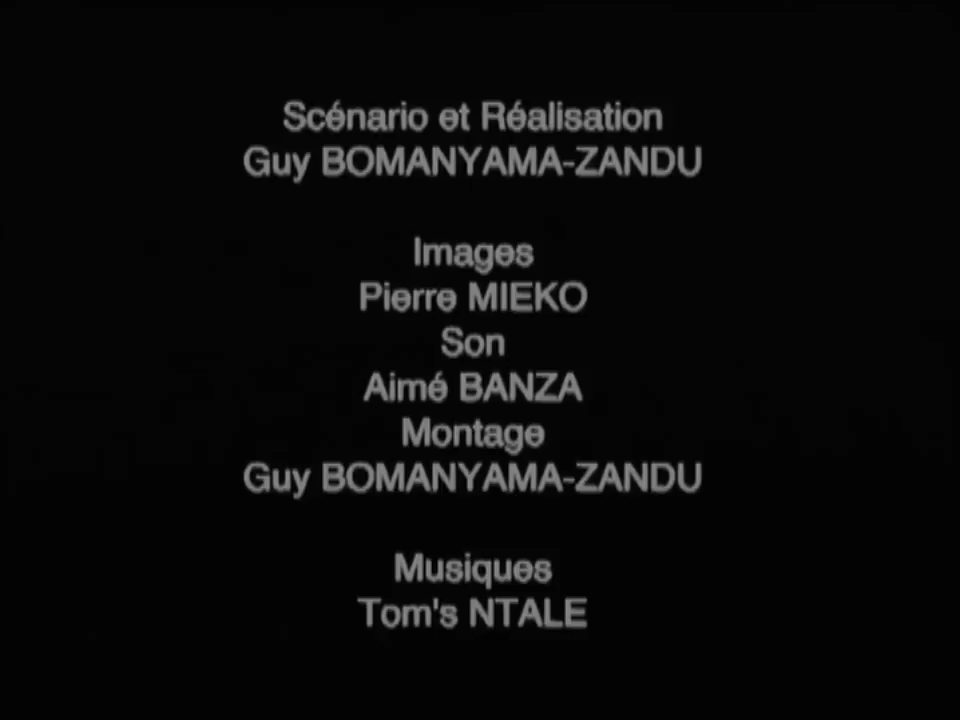 Scénario et Réalisation
Guy BOMANYAMA-ZANDU
Images
Pierre MIEKO
Son
Aimé BANZA
Montage
Guy BOMANYAMA-ZANDU
Musiques
Tom's NTALE